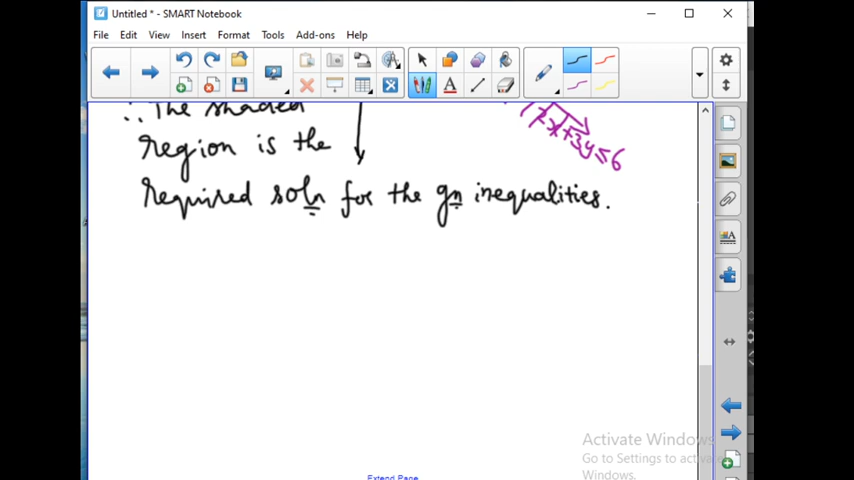 Untitled * - SMART Notebook
File Edit View Insert Format Tools Add-ons Help
∴ The shaded
region is the
required soln for the gn inequalities.
2x+3y≤6
Activate Windows
Go to Settings to activate
Windows.
Extend Page